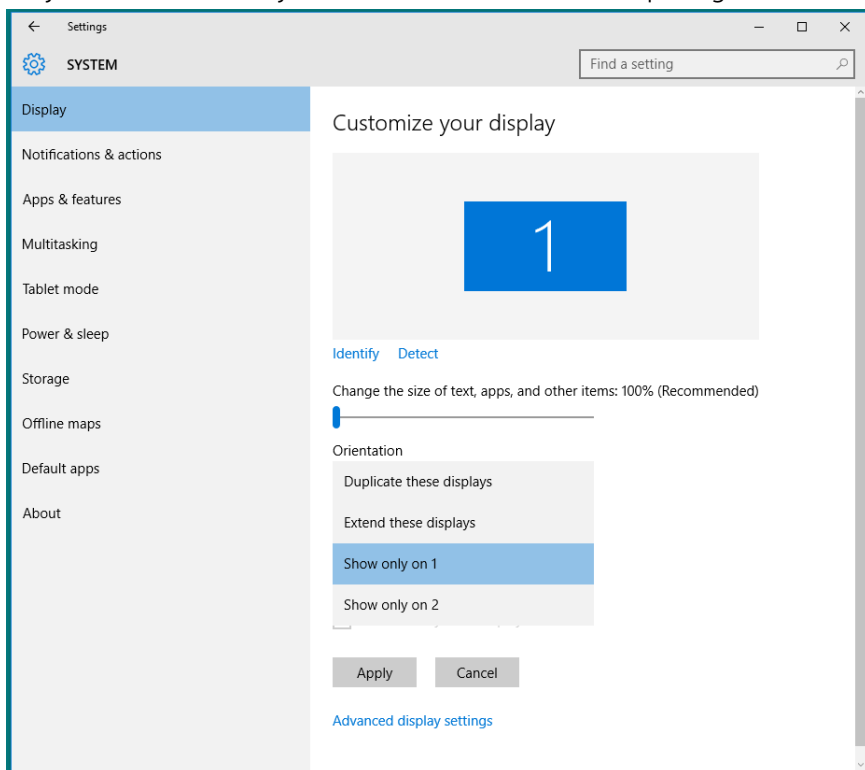 Settings
SYSTEM
Find a setting
Display
Notifications & actions
Apps & features
Multitasking
Tablet mode
Power & sleep
Storage
Offline maps
Default apps
About
Customize your display
1
Identify Detect
Change the size of text, apps, and other items: 100% (Recommended)
Orientation
Duplicate these displays
Extend these displays
Show only on 1
Show only on 2
Apply Cancel
Advanced display settings